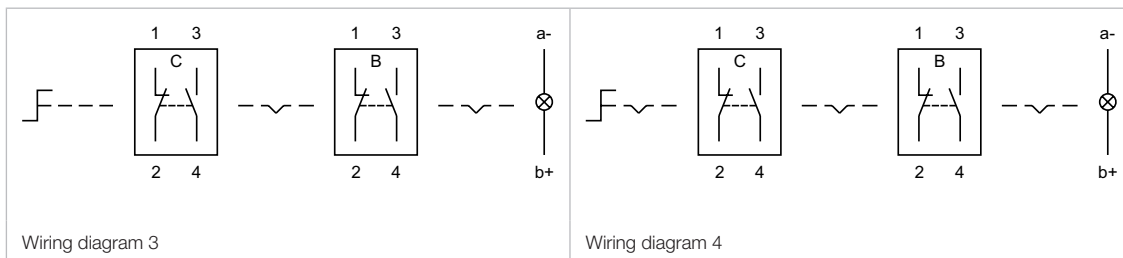 1 3 1 3 a- 1 3 1 3 a-
C B C B
2 4 2 4 b+ 2 4 2 4 b+
Wiring diagram 3 Wiring diagram 4